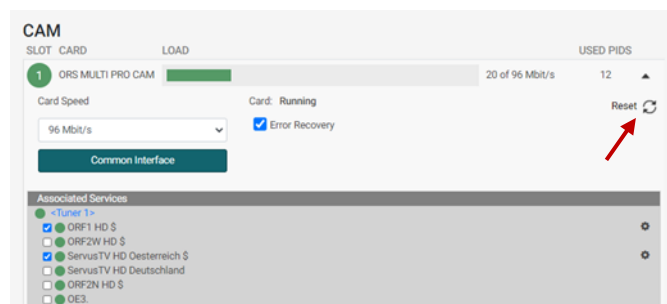 CAM
SLOT CARD LOAD USED PIDS
1 ORS MULTI PRO CAM 20 of 96 Mbit/s 12
Card Speed Card: Running Reset
96 Mbit/s Error Recovery
Common Interface
Associated Services
<Tuner 1>
ORF1 HD $
ORF2W HD $
ServusTV HD Oesterreich $
ServusTV HD Deutschland
ORF2N HD $
OE3.